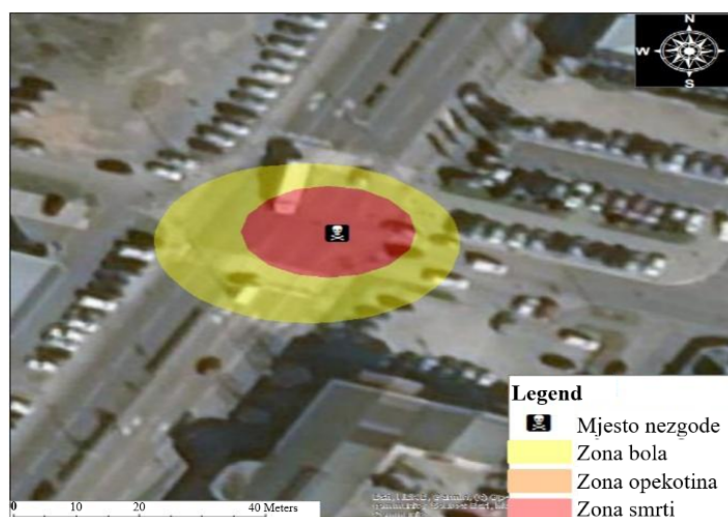 N
W
S
Legend
Mjesto nezgode
Zona bola
Zona opekotina
Zona smrti
0 10 20 40 Meters